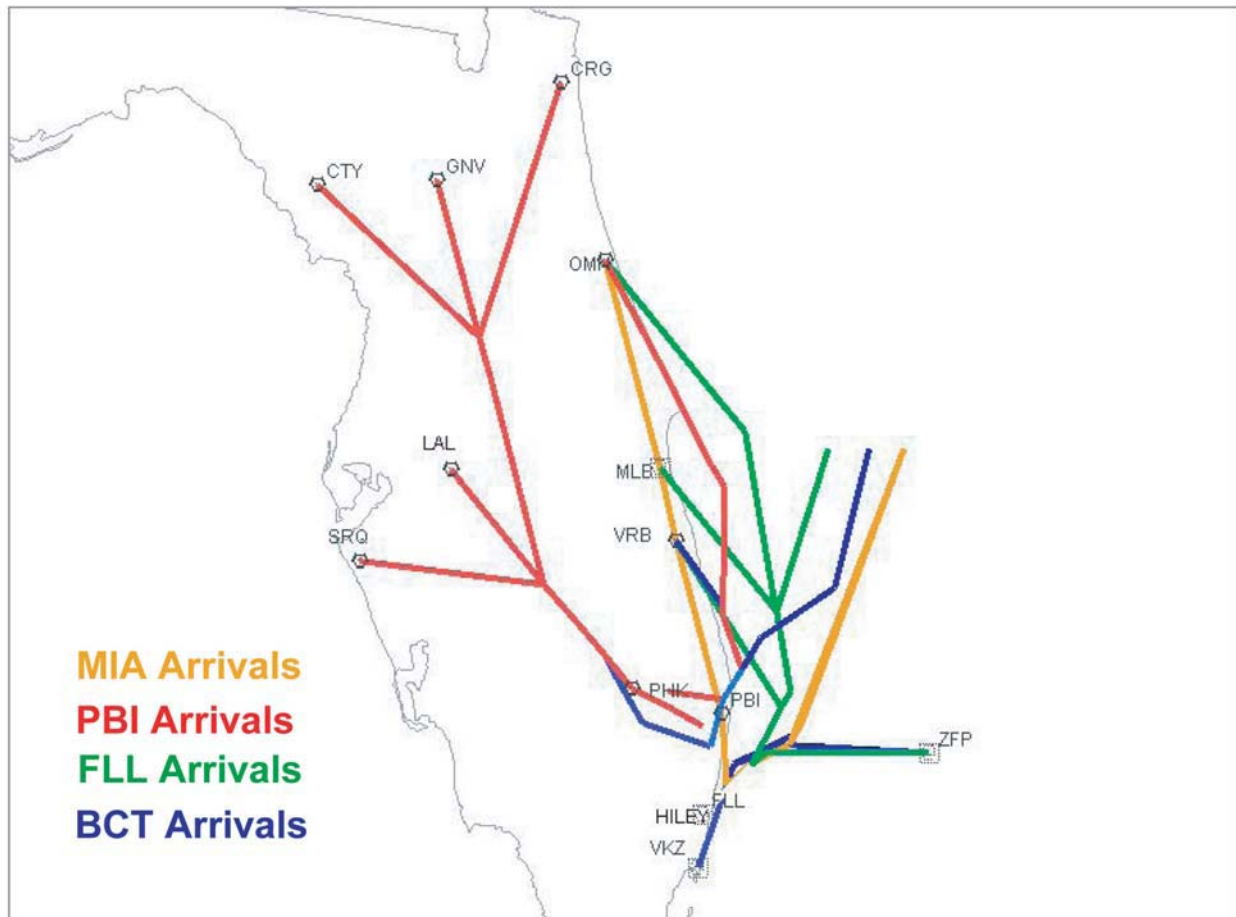 CRG
CTY
GNV
OMN
LAL
MLB
SRQ
VRB
MIA Arrivals
PHK
PBI
PBI Arrivals
ZFP
FLL Arrivals
FLL
HILEY
BCT Arrivals
VKZ